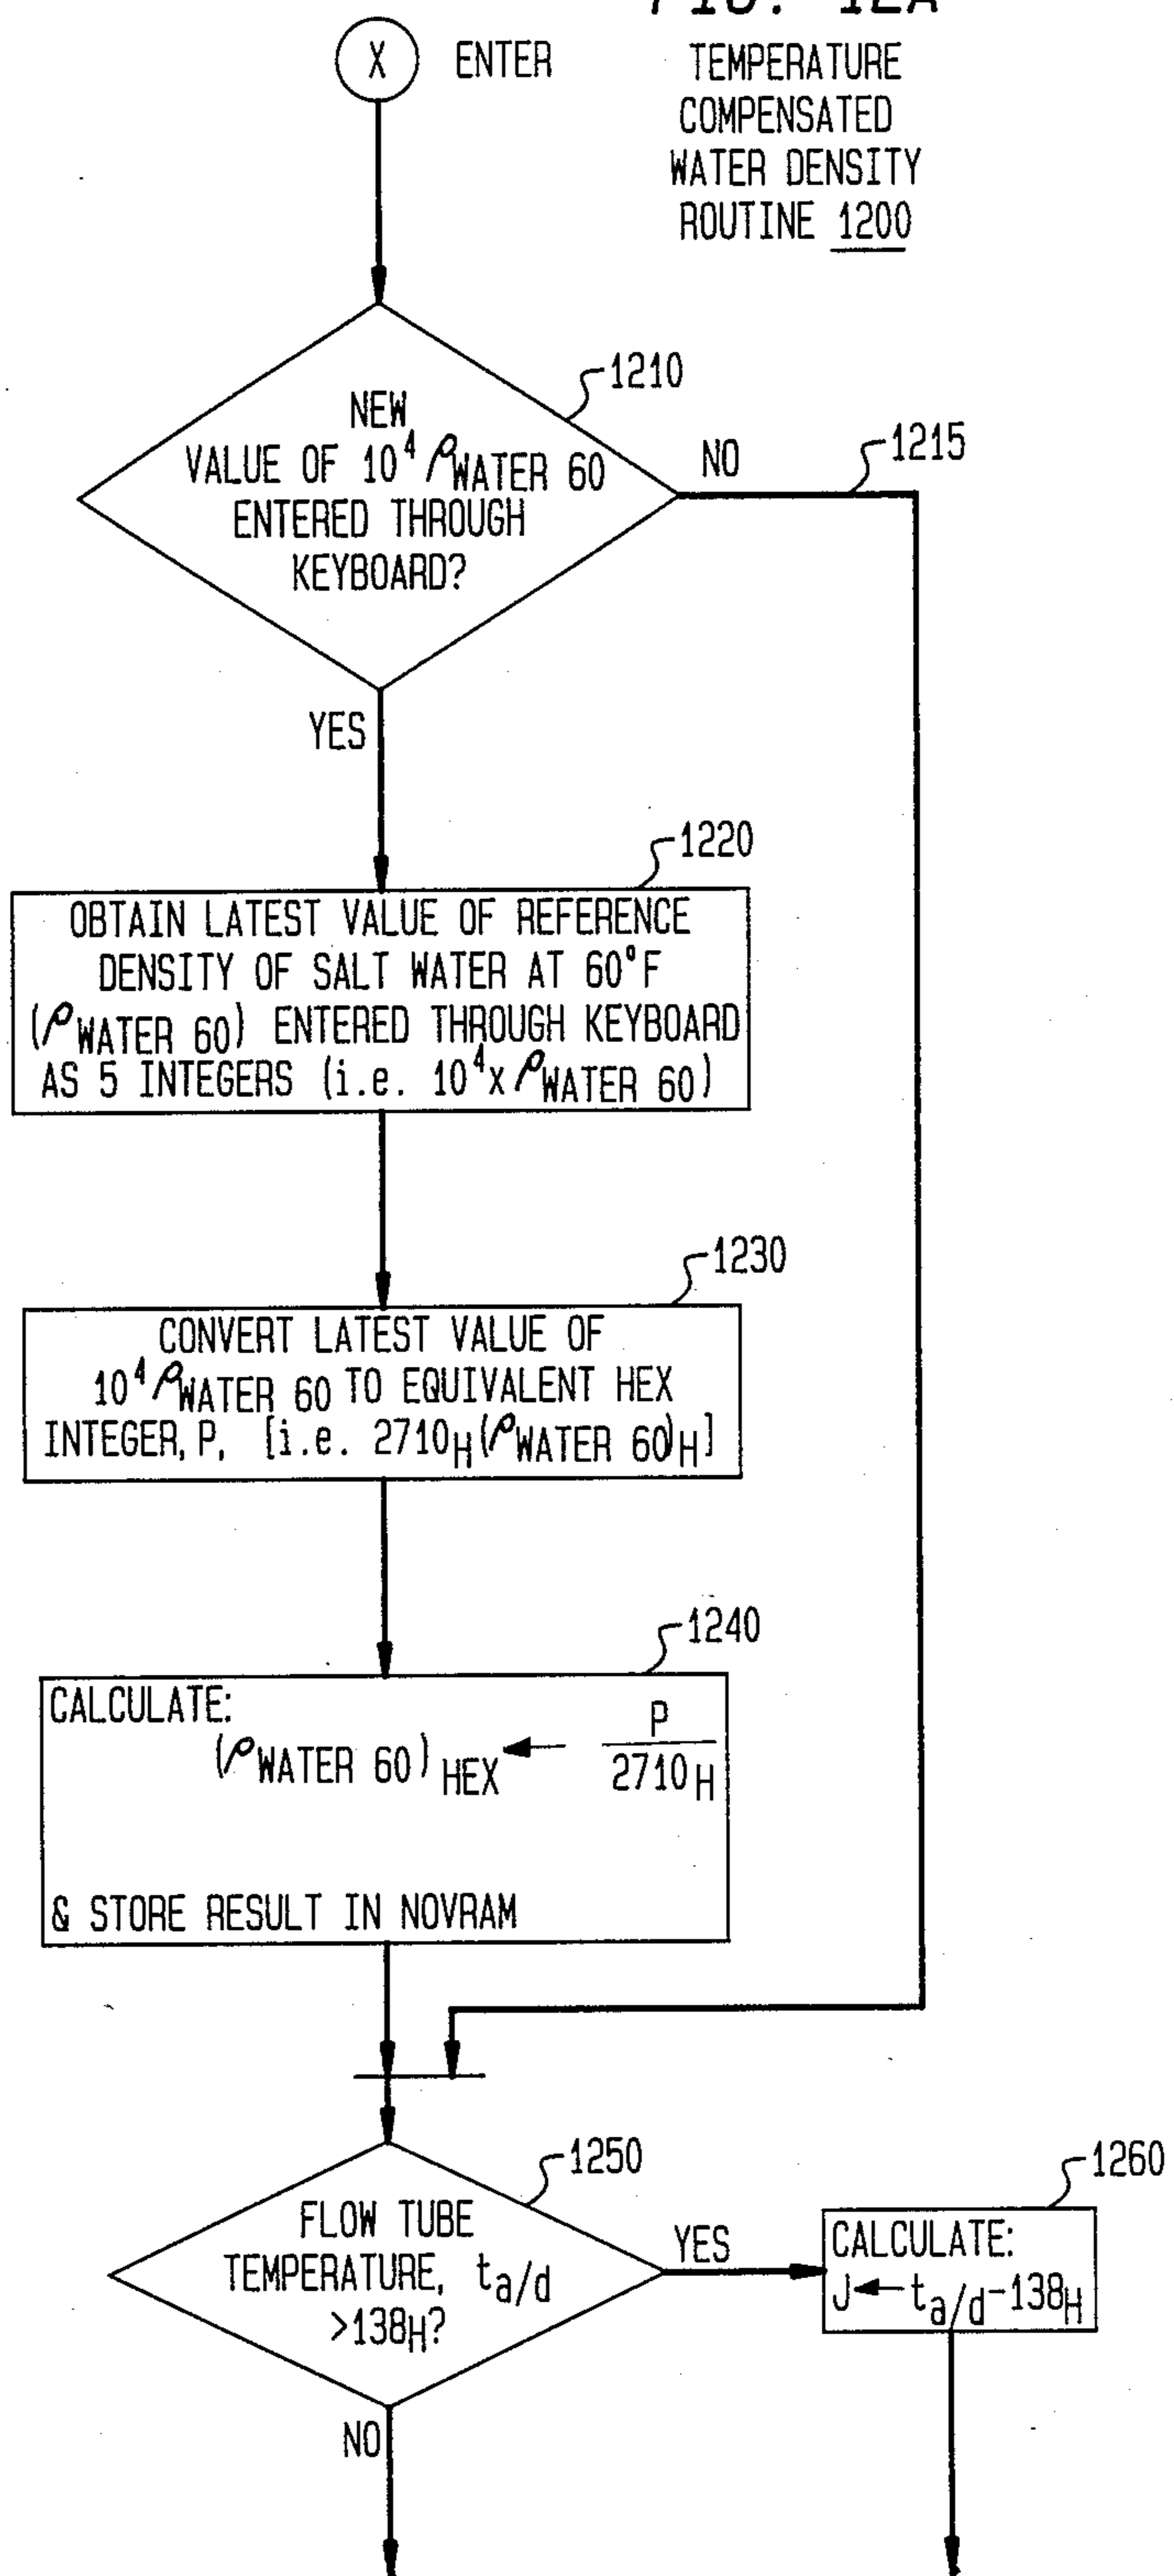 FIG. 12A
X ENTER
TEMPERATURE
COMPENSATED
WATER DENSITY
ROUTINE 1200
1210
NEW
VALUE OF 10⁴ ρWATER 60
ENTERED THROUGH
KEYBOARD?
NO
1215
YES
1220
OBTAIN LATEST VALUE OF REFERENCE
DENSITY OF SALT WATER AT 60°F
(ρWATER 60) ENTERED THROUGH KEYBOARD
AS 5 INTEGERS (i.e. 10⁴x ρWATER 60)
1230
CONVERT LATEST VALUE OF
10⁴ ρWATER 60 TO EQUIVALENT HEX
INTEGER, P, [i.e. 2710H(ρWATER 60)H]
1240
CALCULATE:
(ρWATER 60)HEX ← P / 2710H
& STORE RESULT IN NOVRAM
1250
FLOW TUBE
TEMPERATURE, ta/d
>138H?
YES
NO
1260
CALCULATE:
J ← ta/d-138H